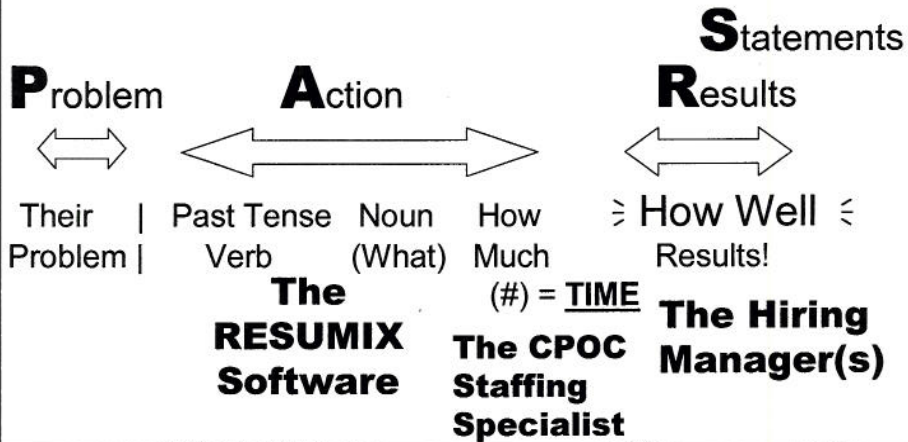 Statements
Problem Action Results
Their | Past Tense Noun How How Well
Problem | Verb (What) Much Results!
(#) = TIME
The RESUMIX Software
The CPOC Staffing Specialist
The Hiring Manager(s)